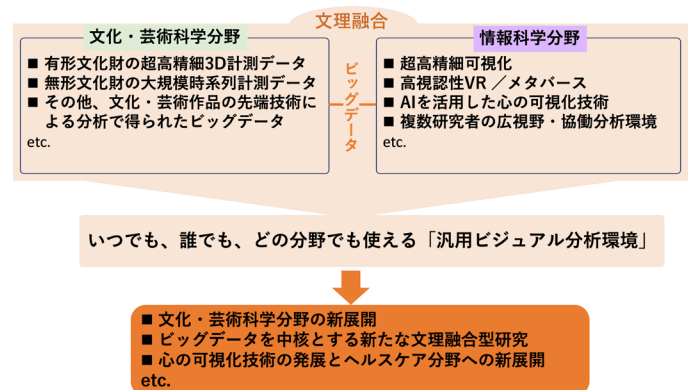 文理融合
文化・芸術科学分野
■ 有形文化財の超高精細3D計測データ
■ 無形文化財の大規模時系列計測データ
■ その他、文化・芸術作品の先端技術に
よる分析で得られたビッグデータ
etc.
ビッグデータ
情報科学分野
■ 超高精細可視化
■ 高視認性VR ／メタバース
■ AIを活用した心の可視化技術
■ 複数研究者の広視野・協働分析環境
etc.
いつでも、誰でも、どの分野でも使える「汎用ビジュアル分析環境」
■ 文化・芸術科学分野の新展開
■ ビッグデータを中核とする新たな文理融合型研究
■ 心の可視化技術の発展とヘルスケア分野への新展開
etc.